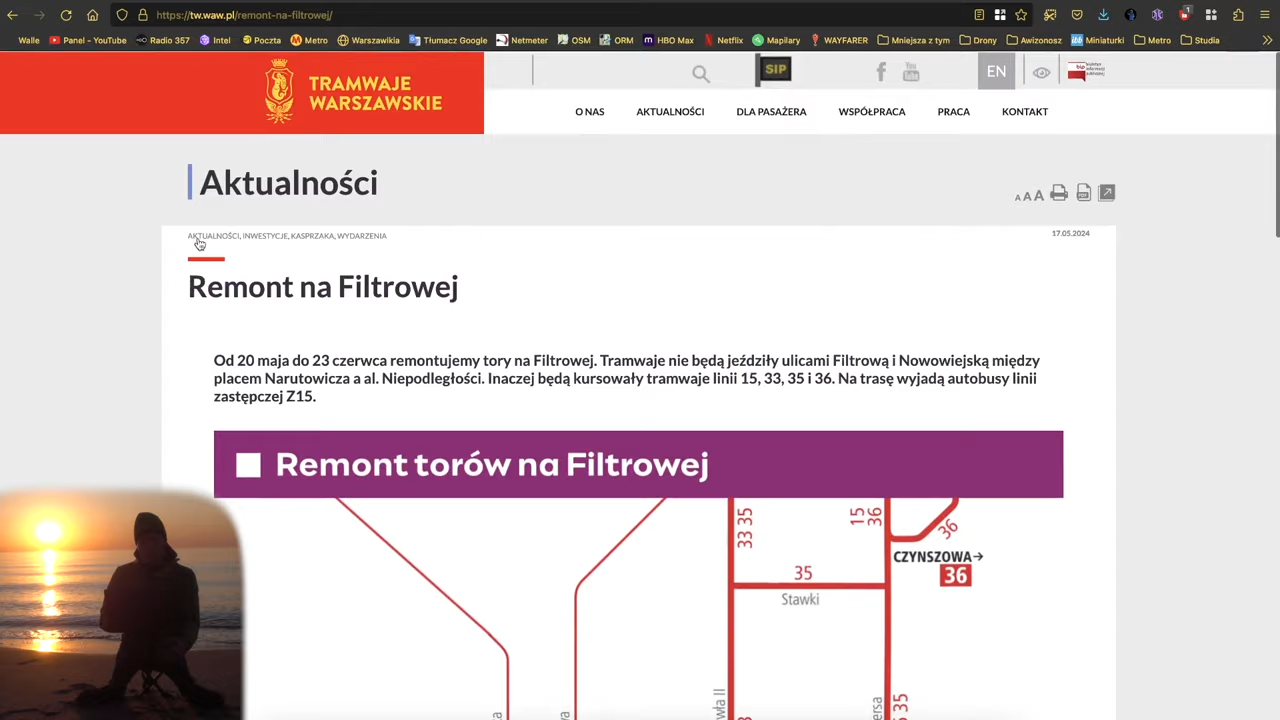 https://tw.waw.pl/remont-na-filtrowej/
Walle Panel - YouTube Radio 357 Intel Poczta Metro Warszawikia Tłumacz Google Netmeter OSM ORM HBO Max Netflix Mapilary WAYFARER Mniejsza z tym Drony Awizonosz Miniaturki Metro Studia
TRAMWAJE
WARSZAWSKIE
SIP
You
Tube
EN
bip
O NAS AKTUALNOŚCI DLA PASAŻERA WSPÓŁPRACA PRACA KONTAKT
Aktualności
A A A
PDF
AKTUALNOŚCI, INWESTYCJE, KASPRZAKA, WYDARZENIA
17.05.2024
Remont na Filtrowej
Od 20 maja do 23 czerwca remontujemy tory na Filtrowej. Tramwaje nie będą jeździły ulicami Filtrową i Nowowiejską między
placem Narutowicza a al. Niepodległości. Inaczej będą kursowały tramwaje linii 15, 33, 35 i 36. Na trasę wyjadą autobusy linii
zastępczej Z15.
Remont torów na Filtrowej
33 35
15
36
36
CZYNSZOWA→
36
35
Stawki